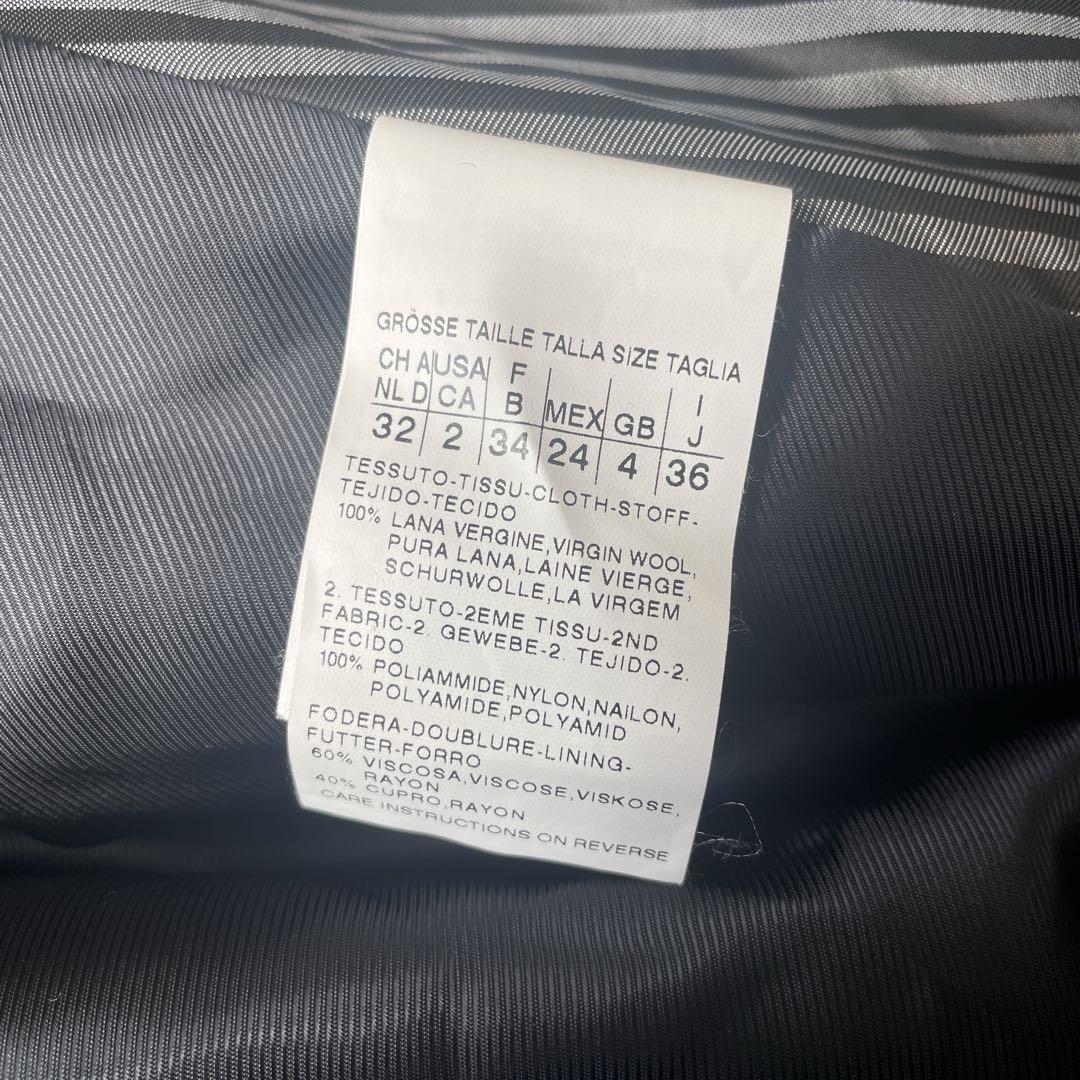 GRÖSSE TAILLE TALLA SIZE TAGLIA
CH A USA F I
NL D CA B MEX GB J
32 2 34 24 4 36
TESSUTO-TISSU-CLOTH-STOFF-
TEJIDO-TECIDO
100% LANA VERGINE,VIRGIN WOOL,
PURA LANA,LAINE VIERGE,
SCHURWOLLE,LA VIRGEM
2. TESSUTO-2EME TISSU-2ND
FABRIC-2. GEWEBE-2. TEJIDO-2.
TECIDO
100% POLIAMMIDE,NYLON,NAILON,
POLYAMIDE,POLYAMID
FODERA-DOUBLURE-LINING-
FUTTER-FORRO
60% VISCOSA,VISCOSE,VISKOSE,
RAYON
40% CUPRO,RAYON
CARE INSTRUCTIONS ON REVERSE